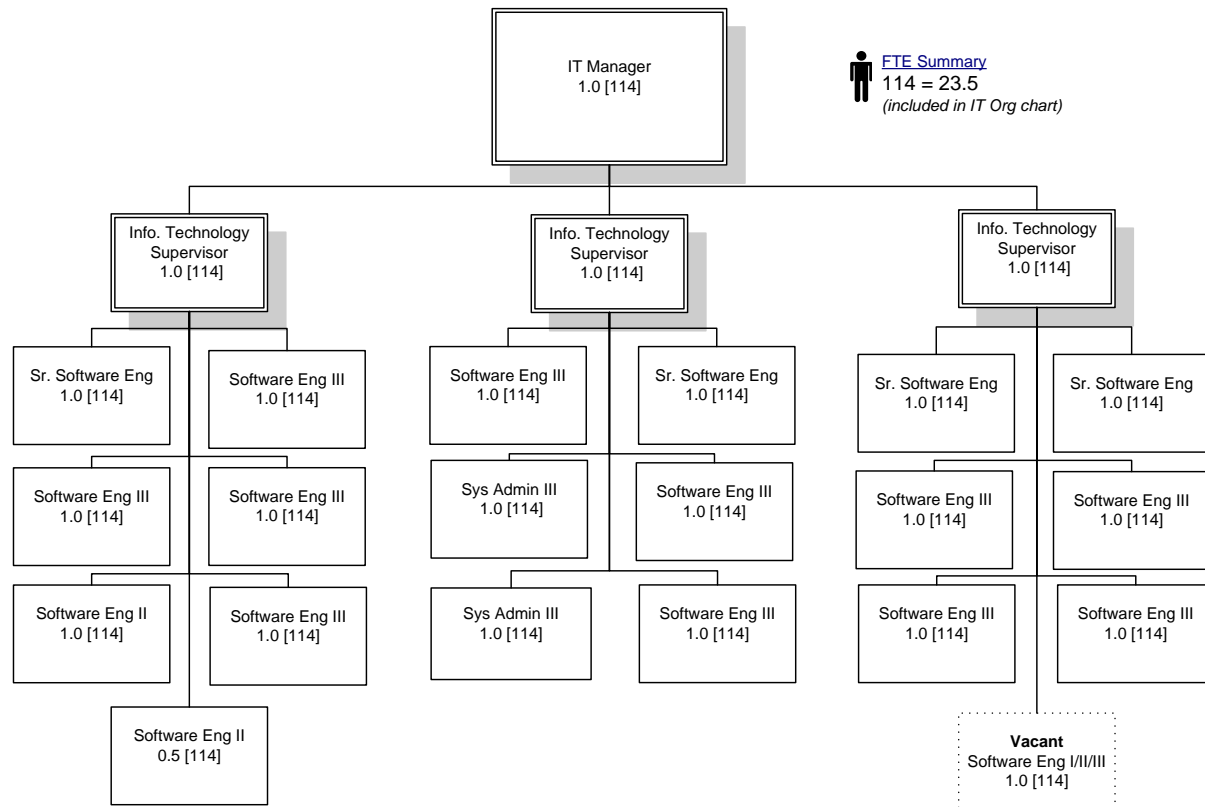 IT Manager
1.0 [114]
FTE Summary
114 = 23.5
(included in IT Org chart)
Info. Technology
Supervisor
1.0 [114]
Info. Technology
Supervisor
1.0 [114]
Info. Technology
Supervisor
1.0 [114]
Sr. Software Eng
1.0 [114]
Software Eng III
1.0 [114]
Software Eng III
1.0 [114]
Sr. Software Eng
1.0 [114]
Sr. Software Eng
1.0 [114]
Sr. Software Eng
1.0 [114]
Software Eng III
1.0 [114]
Software Eng III
1.0 [114]
Sys Admin III
1.0 [114]
Software Eng III
1.0 [114]
Software Eng III
1.0 [114]
Software Eng III
1.0 [114]
Software Eng II
1.0 [114]
Software Eng III
1.0 [114]
Sys Admin III
1.0 [114]
Software Eng III
1.0 [114]
Software Eng III
1.0 [114]
Software Eng III
1.0 [114]
Software Eng II
0.5 [114]
Vacant
Software Eng I/II/III
1.0 [114]